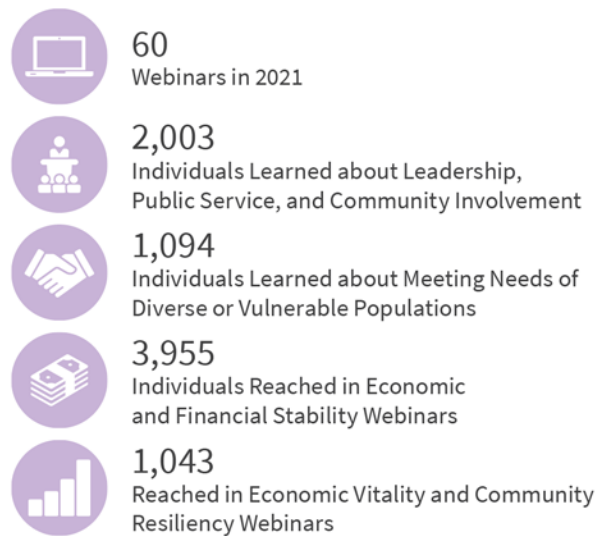 60
Webinars in 2021
2,003
Individuals Learned about Leadership,
Public Service, and Community Involvement
1,094
Individuals Learned about Meeting Needs of
Diverse or Vulnerable Populations
3,955
Individuals Reached in Economic
and Financial Stability Webinars
1,043
Reached in Economic Vitality and Community
Resiliency Webinars